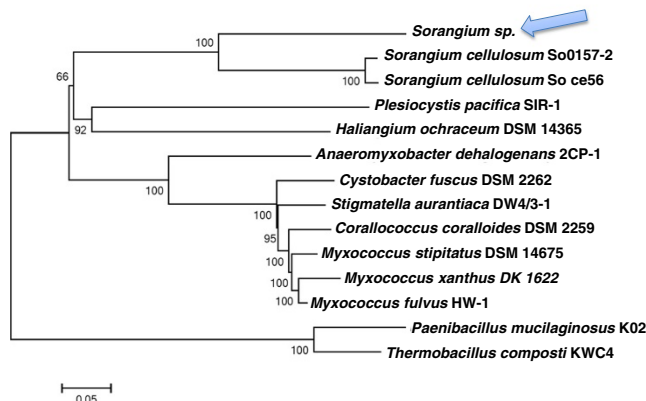 100
Sorangium sp.
Sorangium cellulosum So0157-2
100
Sorangium cellulosum So ce56
66
Plesiocystis pacifica SIR-1
92
Haliangium ochraceum DSM 14365
Anaeromyxobacter dehalogenans 2CP-1
100
Cystobacter fuscus DSM 2262
100
Stigmatella aurantiaca DW4/3-1
95
Corallococcus coralloides DSM 2259
100
Myxococcus stipitatus DSM 14675
100
Myxococcus xanthus DK 1622
100
Myxococcus fulvus HW-1
Paenibacillus mucilaginosus K02
100
Thermobacillus composti KWC4
0.05